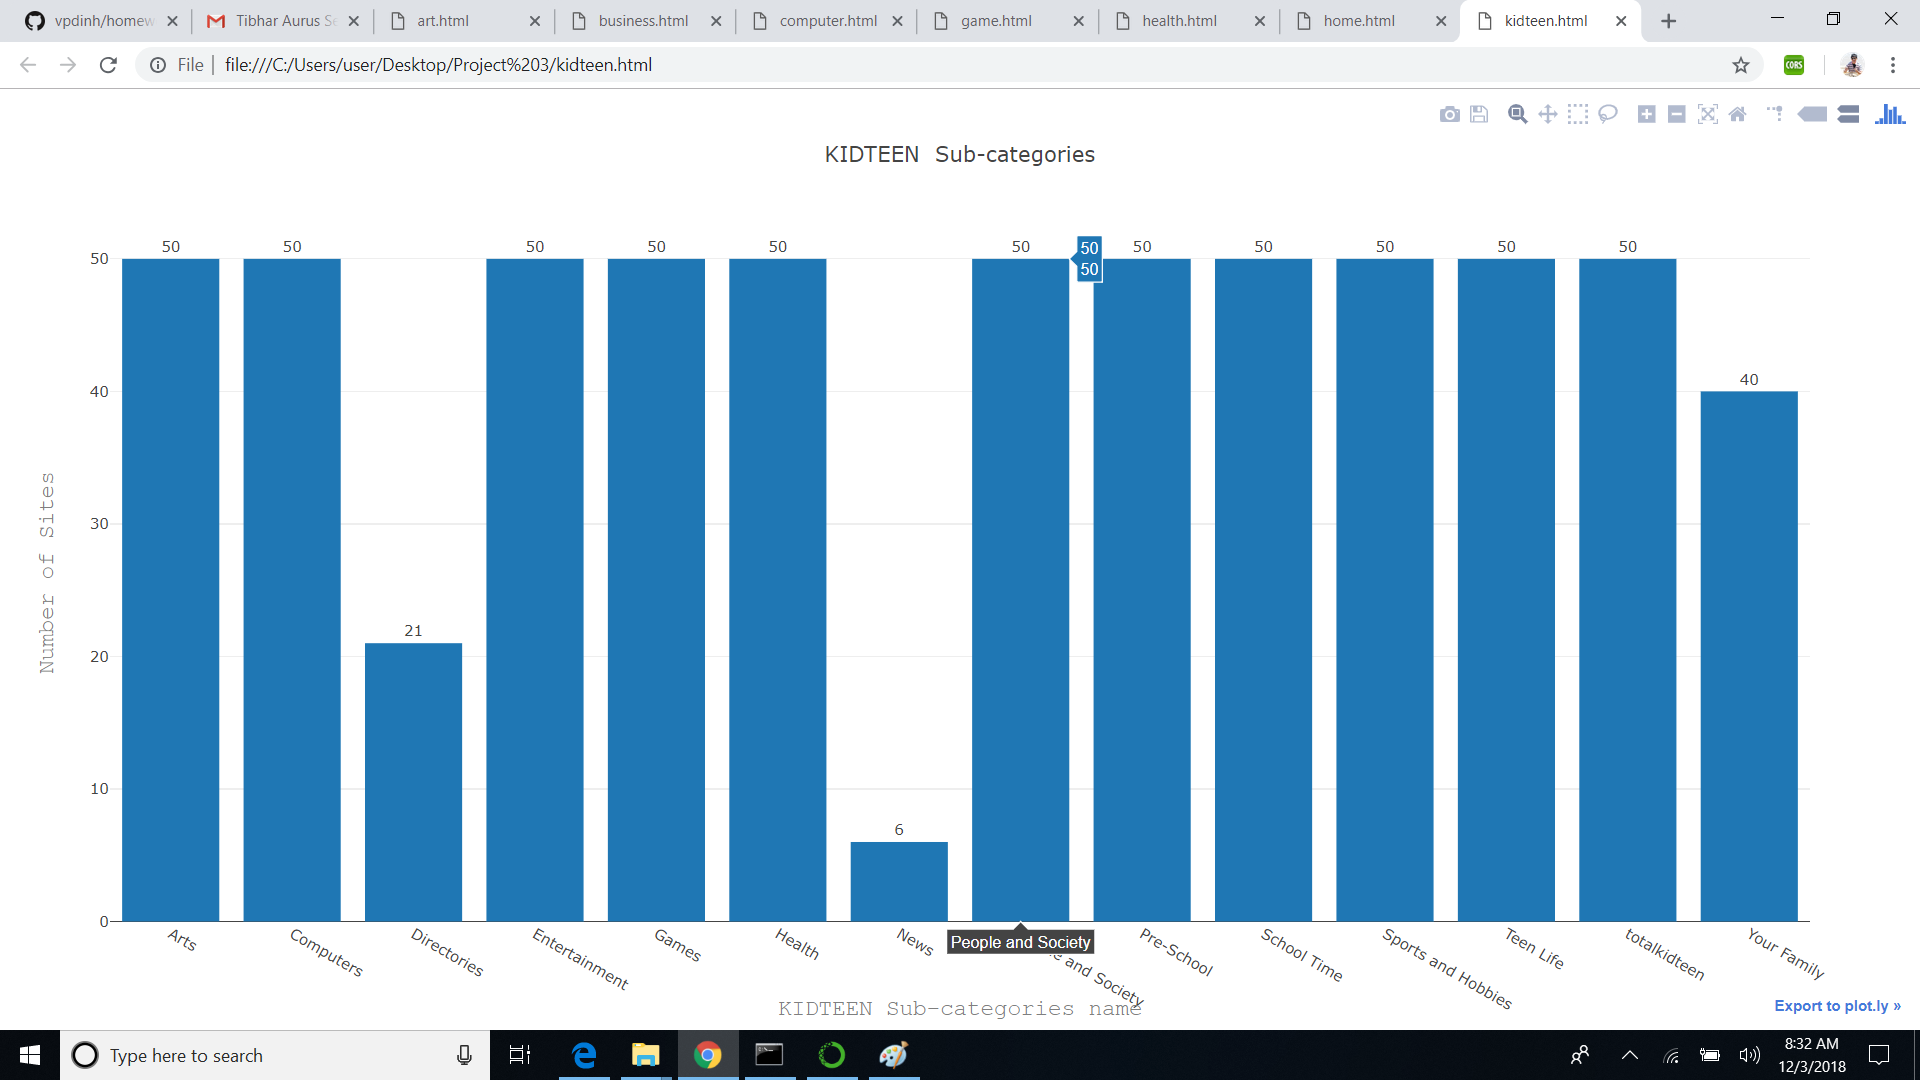 vpdinh/homew
Tibhar Aurus Se
art.html
business.html
computer.html
game.html
health.html
home.html
kidteen.html
File
file:///C:/Users/user/Desktop/Project%203/kidteen.html
CORS
KIDTEEN Sub-categories
50 50 50 50 50 50 50 50 50 50 50
50
50
50
40
40
30
21
20
10
6
0
Number of Sites
Arts
Computers
Directories
Entertainment
Games
Health
News
People and Society
le and Society
Pre-School
School Time
Sports and Hobbies
Teen Life
totalkidteen
Your Family
KIDTEEN Sub-categories name
Export to plot.ly »
Type here to search
8:32 AM
12/3/2018